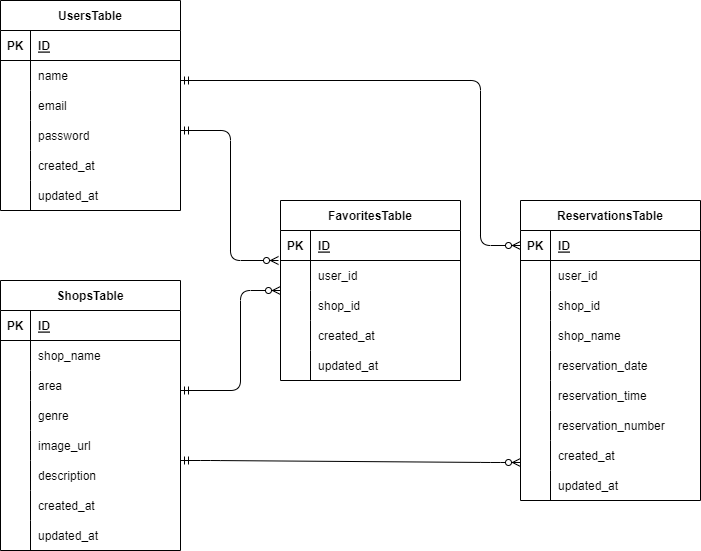 UsersTable
PK ID
name
email
password
created_at
updated_at
FavoritesTable
PK ID
user_id
shop_id
created_at
updated_at
ReservationsTable
PK ID
user_id
shop_id
shop_name
reservation_date
reservation_time
reservation_number
created_at
updated_at
ShopsTable
PK ID
shop_name
area
genre
image_url
description
created_at
updated_at